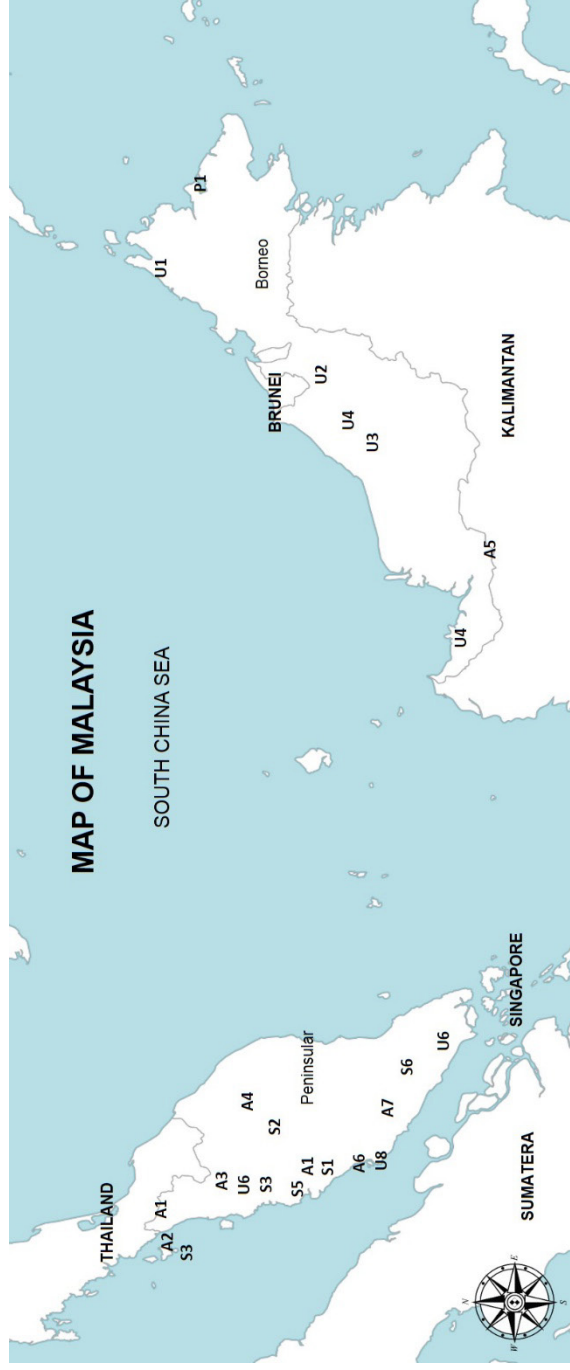 MAP OF MALAYSIA
THAILAND
SOUTH CHINA SEA
A1
U1
A2
S3
P1
A3
U6
A4
Borneo
S3
S2
BRUNEI
S5
A1
Peninsular
U2
S1
U4
A6
U3
U8
A7
S6
U6
U4
A5
N
KALIMANTAN
SINGAPORE
W
E
SUMATERA
S